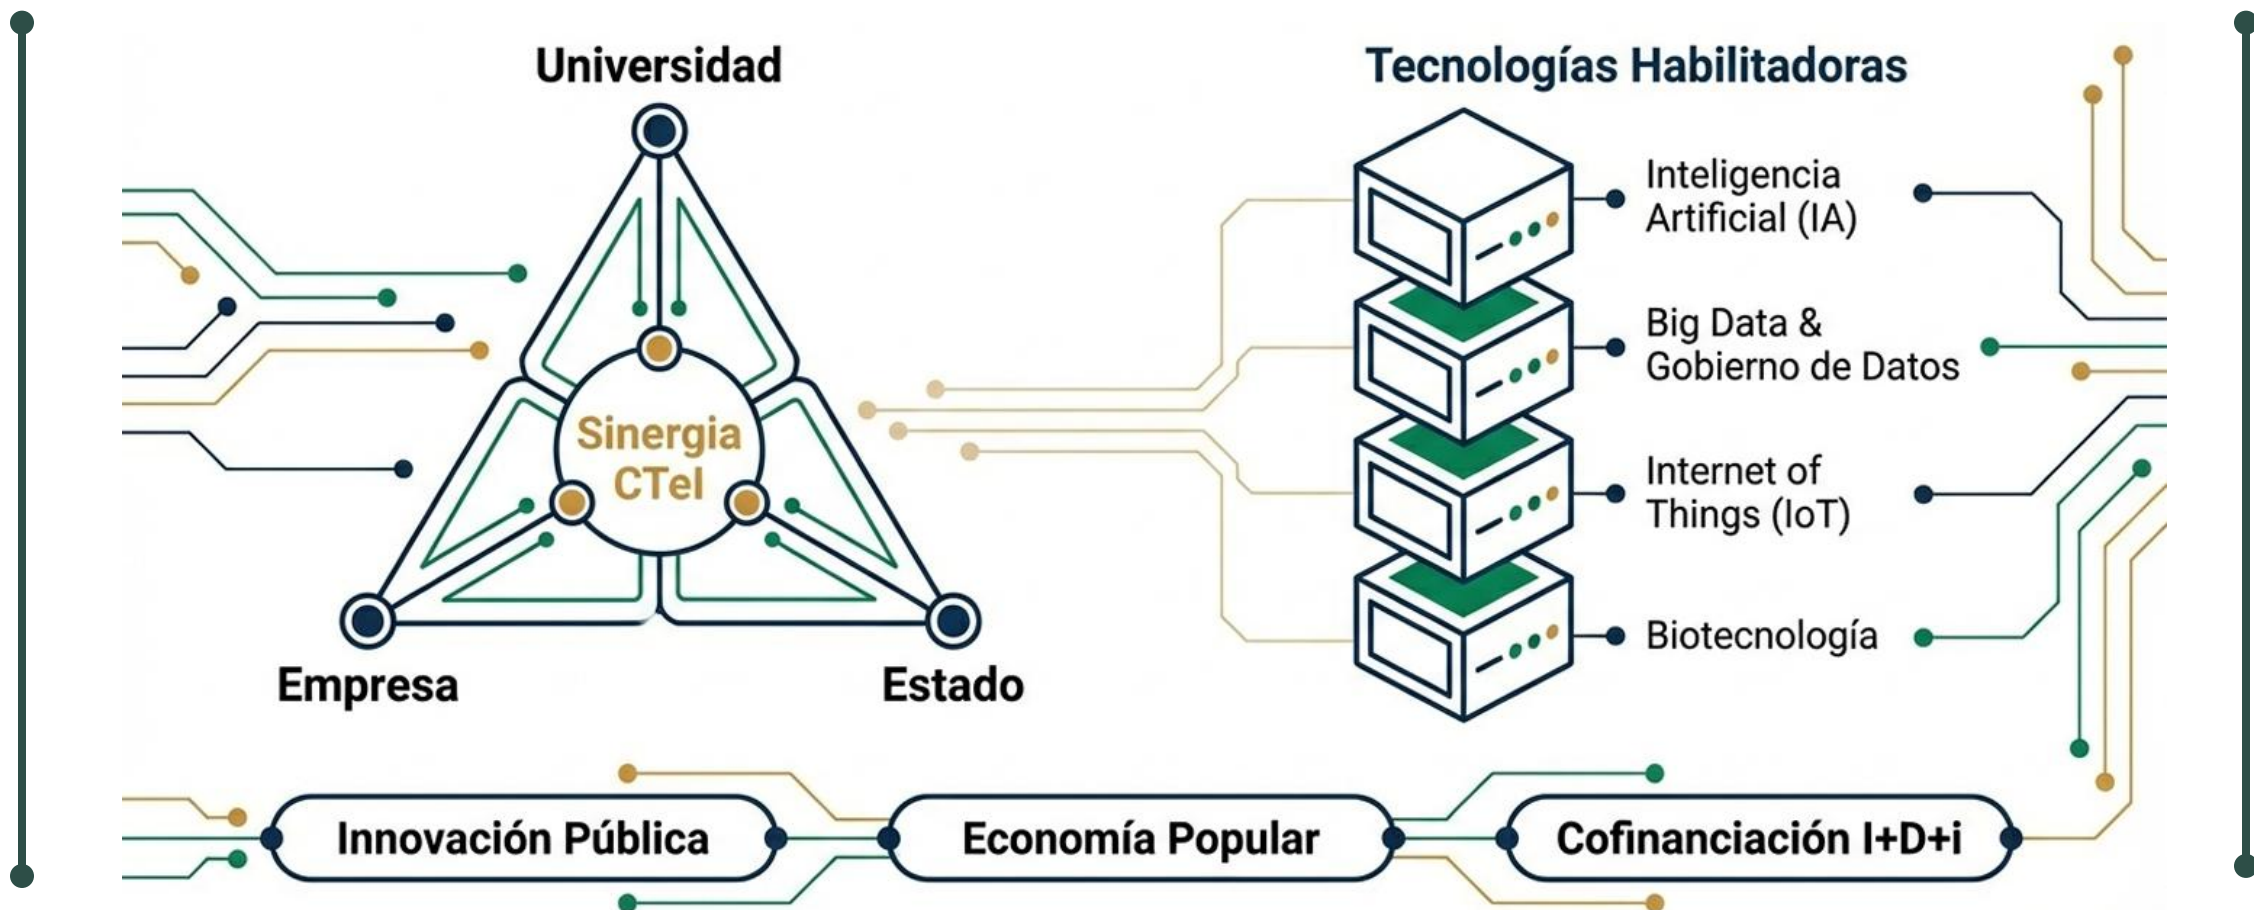 Universidad
Sinergia
CTeI
Empresa
Estado
Tecnologías Habilitadoras
Inteligencia
Artificial (IA)
Big Data &
Gobierno de Datos
Internet of
Things (IoT)
Biotecnología
Innovación Pública
Economía Popular
Cofinanciación I+D+i